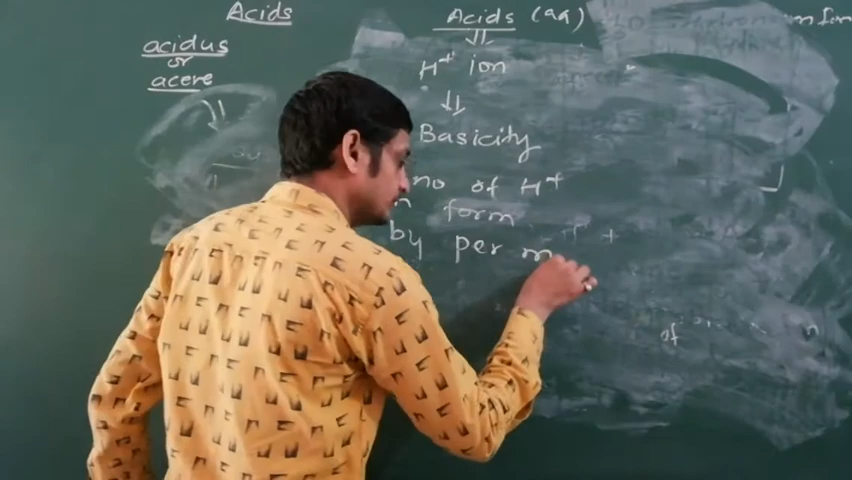 Acids
acidus
or
acere
Acids (aq)
H+ ion
Basicity
no of H+
form
by per m
of